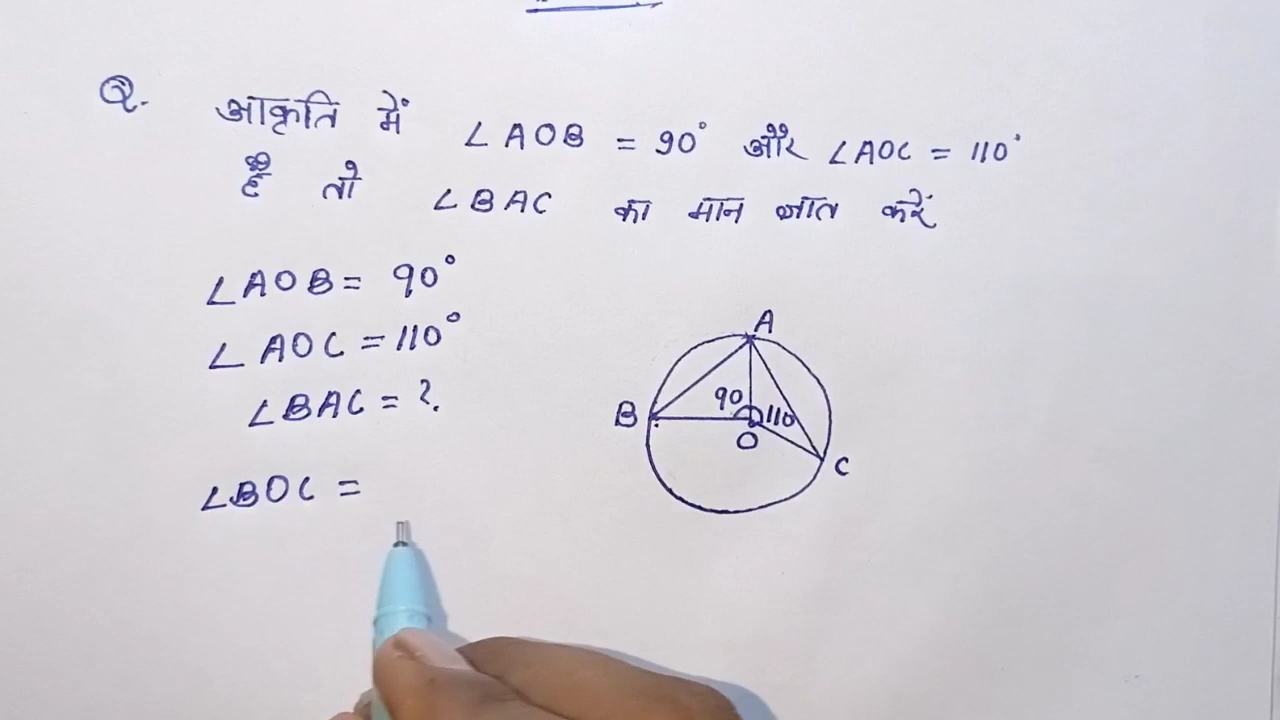 Q. आकृति में ∠AOB = 90° और ∠AOC = 110°
है तो ∠BAC का मान ज्ञात करें
∠AOB = 90°
∠AOC = 110°
∠BAC = ?
∠BOC =
A
B
90
110
O
C